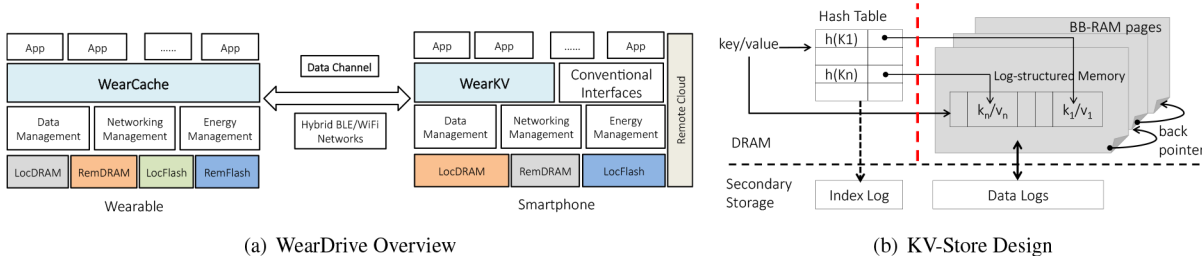 App App ...... App
WearCache
Data Management
Networking Management
Energy Management
LocDRAM RemDRAM LocFlash RemFlash
Wearable
Data Channel
Hybrid BLE/WiFi Networks
App App ...... App
WearKV
Conventional Interfaces
Data Management
Networking Management
Energy Management
LocDRAM RemDRAM LocFlash
Remote Cloud
Smartphone
(a) WearDrive Overview
Hash Table
key/value
h(K1)
h(Kn)
BB-RAM pages
Log-structured Memory
kn/vn
k1/v1
back pointer
DRAM
Secondary Storage
Index Log
Data Logs
(b) KV-Store Design